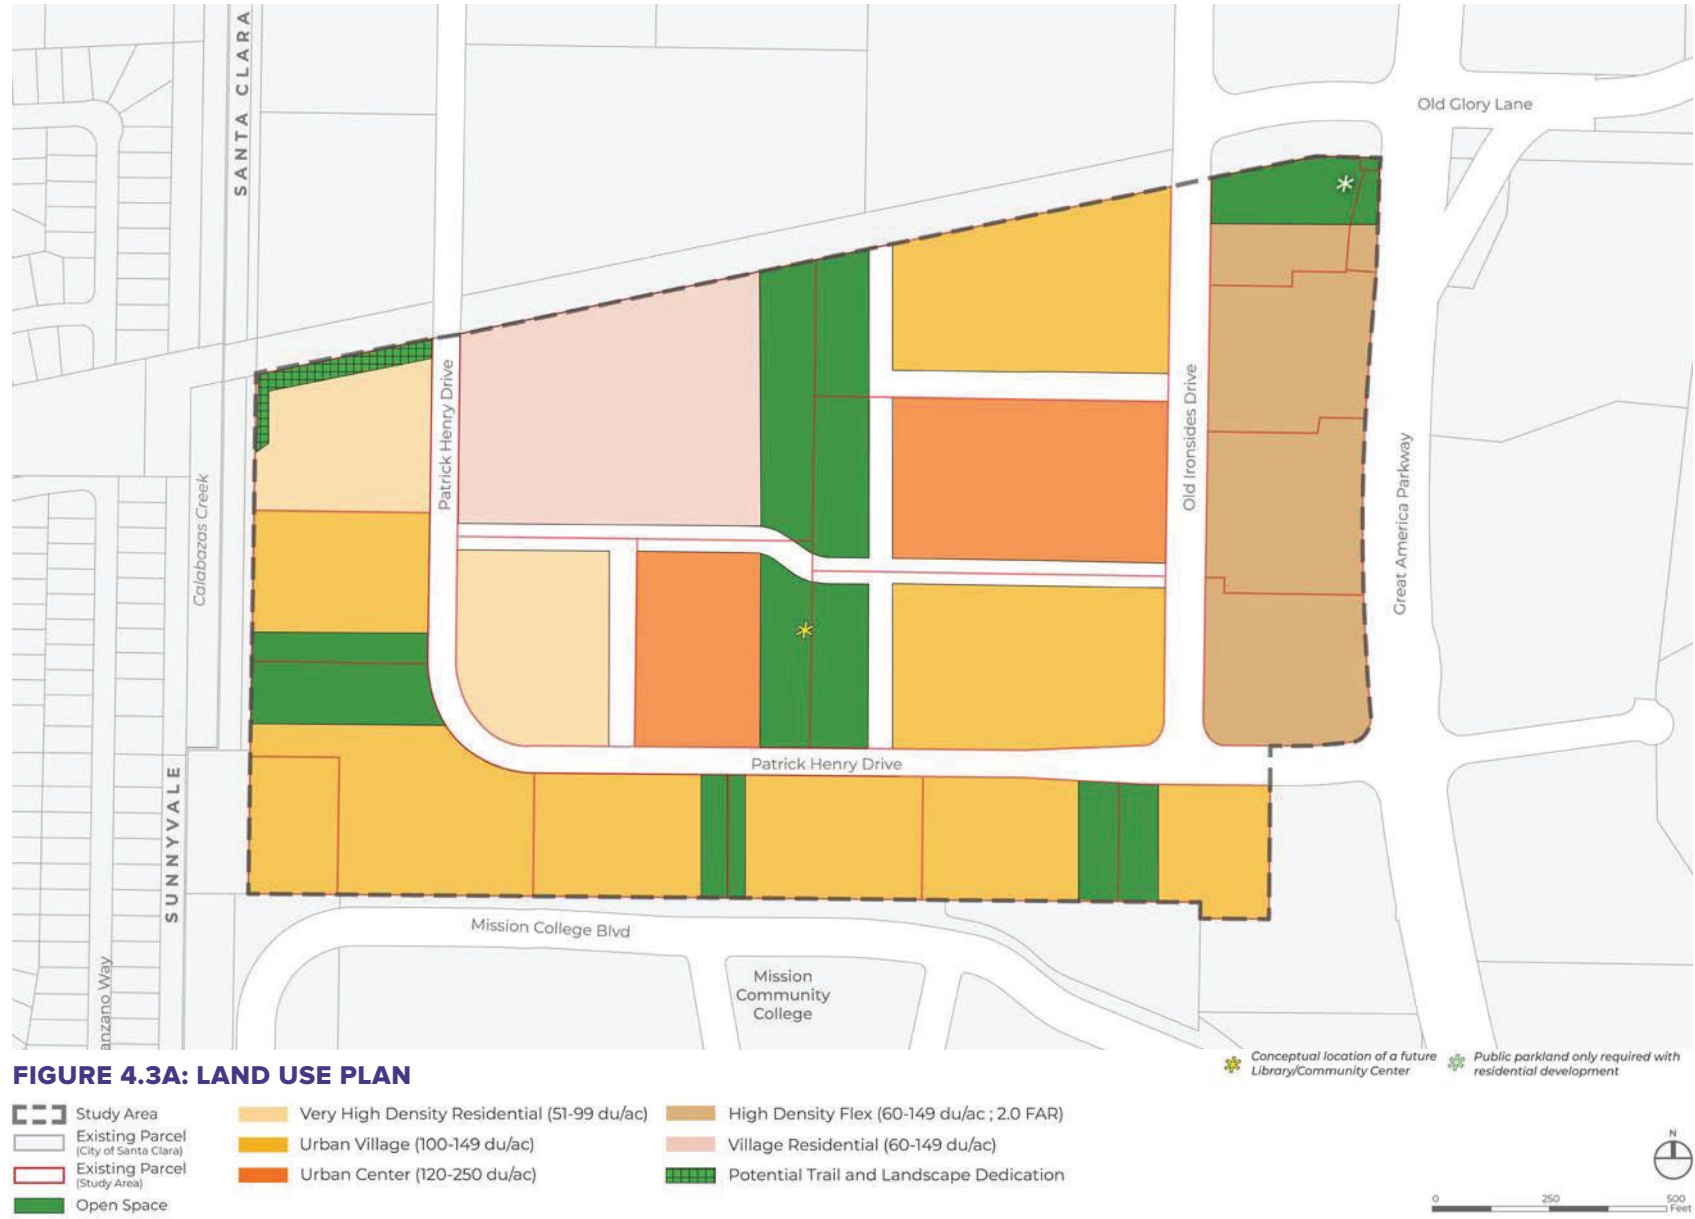 SANTA CLARA
Old Glory Lane
Patrick Henry Drive
Old Ironsides Drive
Great America Parkway
Calabazas Creek
Patrick Henry Drive
SUNNYVALE
Mission College Blvd
Mission
Community
College
anzano Way
FIGURE 4.3A: LAND USE PLAN
Conceptual location of a future
Library/Community Center
Public parkland only required with
residential development
Study Area
Existing Parcel
(City of Santa Clara)
Existing Parcel
(Study Area)
Open Space
Very High Density Residential (51-99 du/ac)
Urban Village (100-149 du/ac)
Urban Center (120-250 du/ac)
High Density Flex (60-149 du/ac ; 2.0 FAR)
Village Residential (60-149 du/ac)
Potential Trail and Landscape Dedication
N
0 250 500
Feet